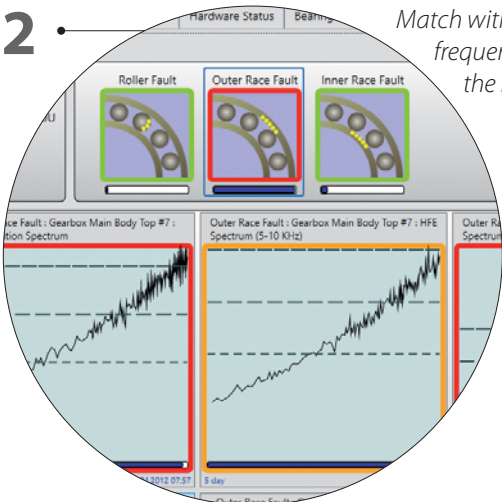 2
Match with
frequen
the
Hardware Status Bearing
Roller Fault Outer Race Fault Inner Race Fault
ce Fault : Gearbox Main Body Top #7 :
tion Spectrum
Outer Race Fault : Gearbox Main Body Top #7 : HFE
Spectrum (5-10 KHz)
Outer Ra
Spectrum
2012 07:57
5 day
Outer Race Fault